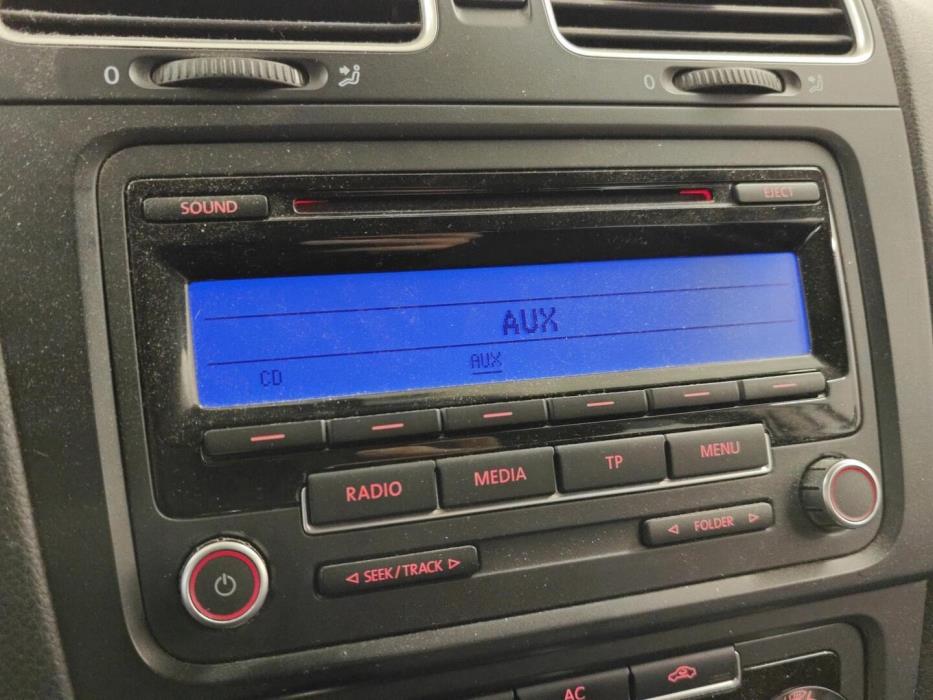 0
0
SOUND
EJECT
AUX
CD AUX
RADIO MEDIA TP MENU
SEEK/TRACK
FOLDER
AC